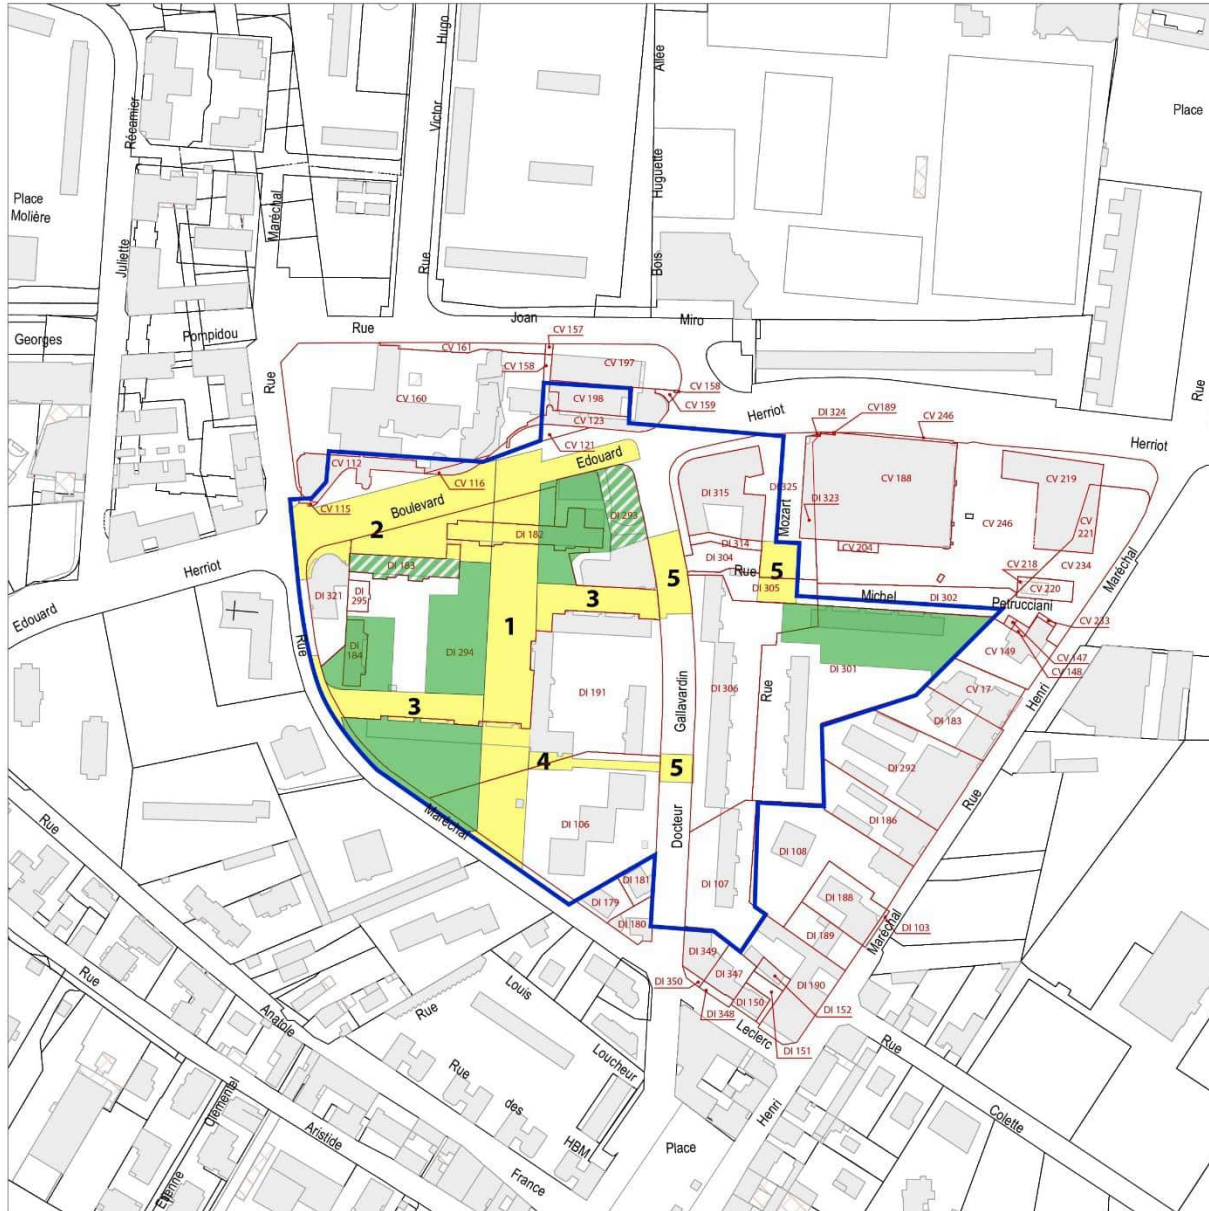 Hugo
Allée
Récamier
Victor
Place
Huguette
Place
Molière
Maréchal
Juliette
Rue
Bois
Georges
Pompidou
Rue
Joan
Miro
CV 157
CV 161
CV 158
CV 197
Rue
Rue
CV 160
CV 198
CV 158
CV 159
CV 123
Herriot
DI 324
CV189
CV 246
Herriot
CV 121
CV 112
Edouard
CV 116
DI 315
DI 325
CV 188
CV 219
CV 115
Boulevard
DI 293
Mozart
DI 323
CV 246
CV 221
2
DI 182
DI 314
CV 204
CV 234
Herriot
DI 183
DI 304
Rue
5
5
CV 218
CV 220
Maréchal
DI 321
DI 295
3
DI 305
Michel
DI 302
Petrucciani
Edouard
1
CV 233
Rue
DI 184
DI 294
CV 149
CV 147
CV 148
DI 301
DI 191
DI 306
Rue
CV 17
Henri
3
Gallavardin
DI 183
4
5
DI 292
Rue
Maréchal
DI 106
Docteur
DI 186
Rue
DI 108
DI 181
DI 107
DI 179
DI 188
DI 180
DI 189
Maréchal
DI 103
DI 349
Rue
DI 350
DI 347
DI 190
Louis
DI 348
DI 150
DI 152
Anatole
Rue
Leclerc
DI 151
Rue
Loucheur
Rue
des
Henri
Colette
Clémentel
Aristide
HBM
Place
Etienne
France